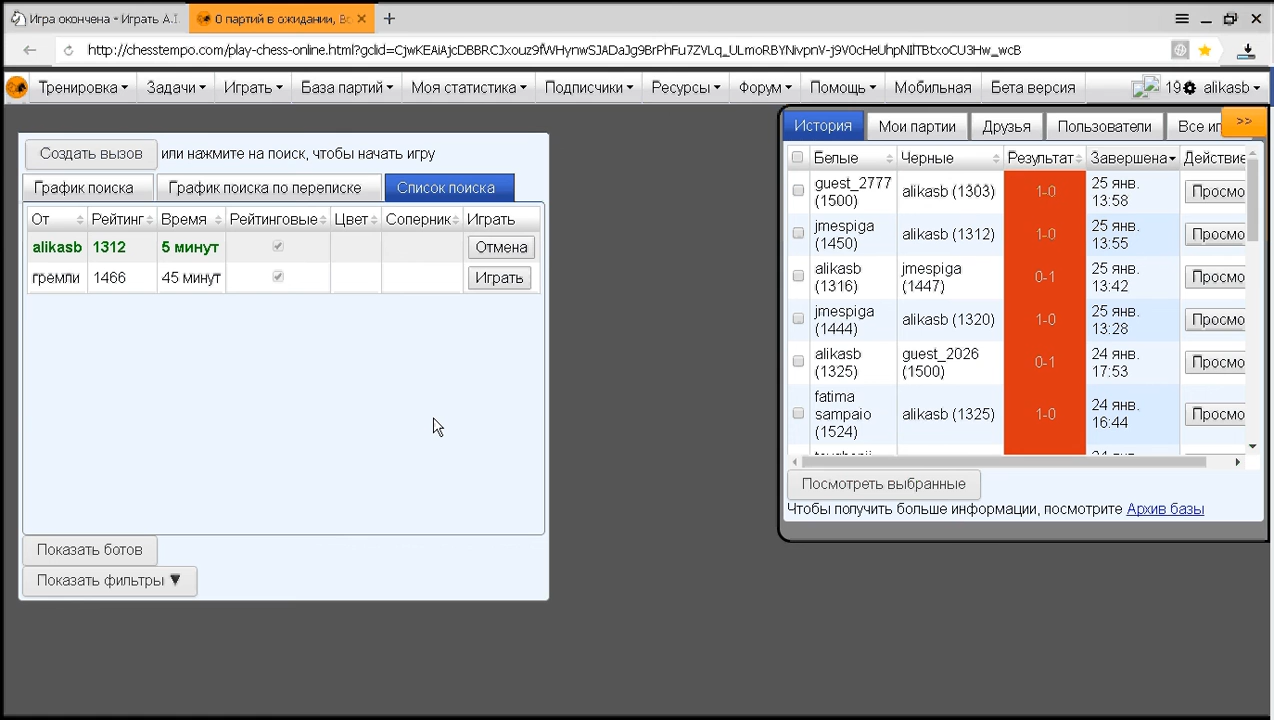 Игра окончена • Играть А.І.
0 партий в ожидании, Вс
http://chesstempo.com/play-chess-online.html?gclid=CjwKEAiAjcDBBRCJxouz9fWHynwSJADaJg9BrPhFu7ZVLq_ULmoRBYNivpnV-j9V0cHeUhpNIlTBtxoCU3Hw_wcB
Тренировка Задачи Играть База партий Моя статистика Подписчики Ресурсы Форум Помощь Мобильная Бета версия 19 alikasb
Создать вызов или нажмите на поиск, чтобы начать игру
График поиска График поиска по переписке Список поиска
От Рейтинг Время Рейтинговые Цвет Соперник Играть
alikasb 1312 5 минут Отмена
гремли 1466 45 минут Играть
Показать ботов
Показать фильтры ▼
История Мои партии Друзья Пользователи Все иг >>
Белые Черные Результат Завершена Действие
guest_2777 (1500) alikasb (1303) 1-0 25 янв. 13:58 Просмо
jmespiga (1450) alikasb (1312) 1-0 25 янв. 13:55 Просмо
alikasb (1316) jmespiga (1447) 0-1 25 янв. 13:42 Просмо
jmespiga (1444) alikasb (1320) 1-0 25 янв. 13:28 Просмо
alikasb (1325) guest_2026 (1500) 0-1 24 янв. 17:53 Просмо
fatima sampaio (1524) alikasb (1325) 1-0 24 янв. 16:44 Просмо
Посмотреть выбранные
Чтобы получить больше информации, посмотрите Архив базы